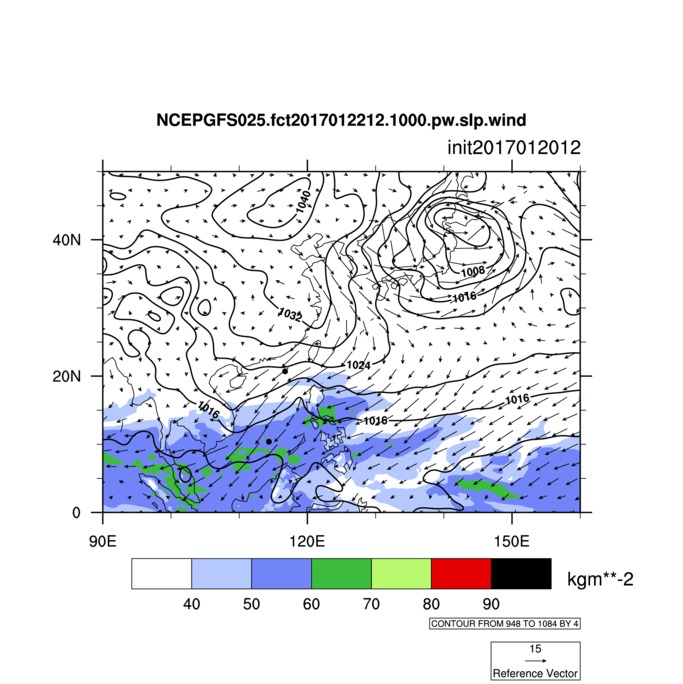 NCEPGFS025.fct2017012212.1000.pw.slp.wind
init2017012012
1040
40N
1008
1016
1032
1024
20N
1016
1016
1016
0
90E
120E
150E
kgm**-2
40
50
60
70
80
90
CONTOUR FROM 948 TO 1084 BY 4
15
Reference Vector